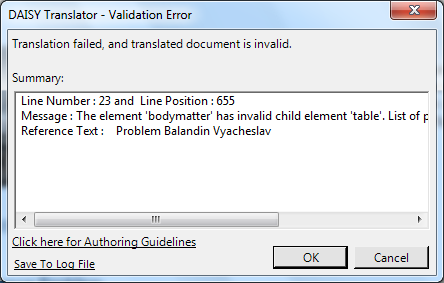 DAISY Translator - Validation Error
Translation failed, and translated document is invalid.
Summary:
Line Number : 23 and  Line Position : 655
Message : The element 'bodymatter' has invalid child element 'table'. List of p
Reference Text :    Problem Balandin Vyacheslav
Click here for Authoring Guidelines
Save To Log File
OK
Cancel